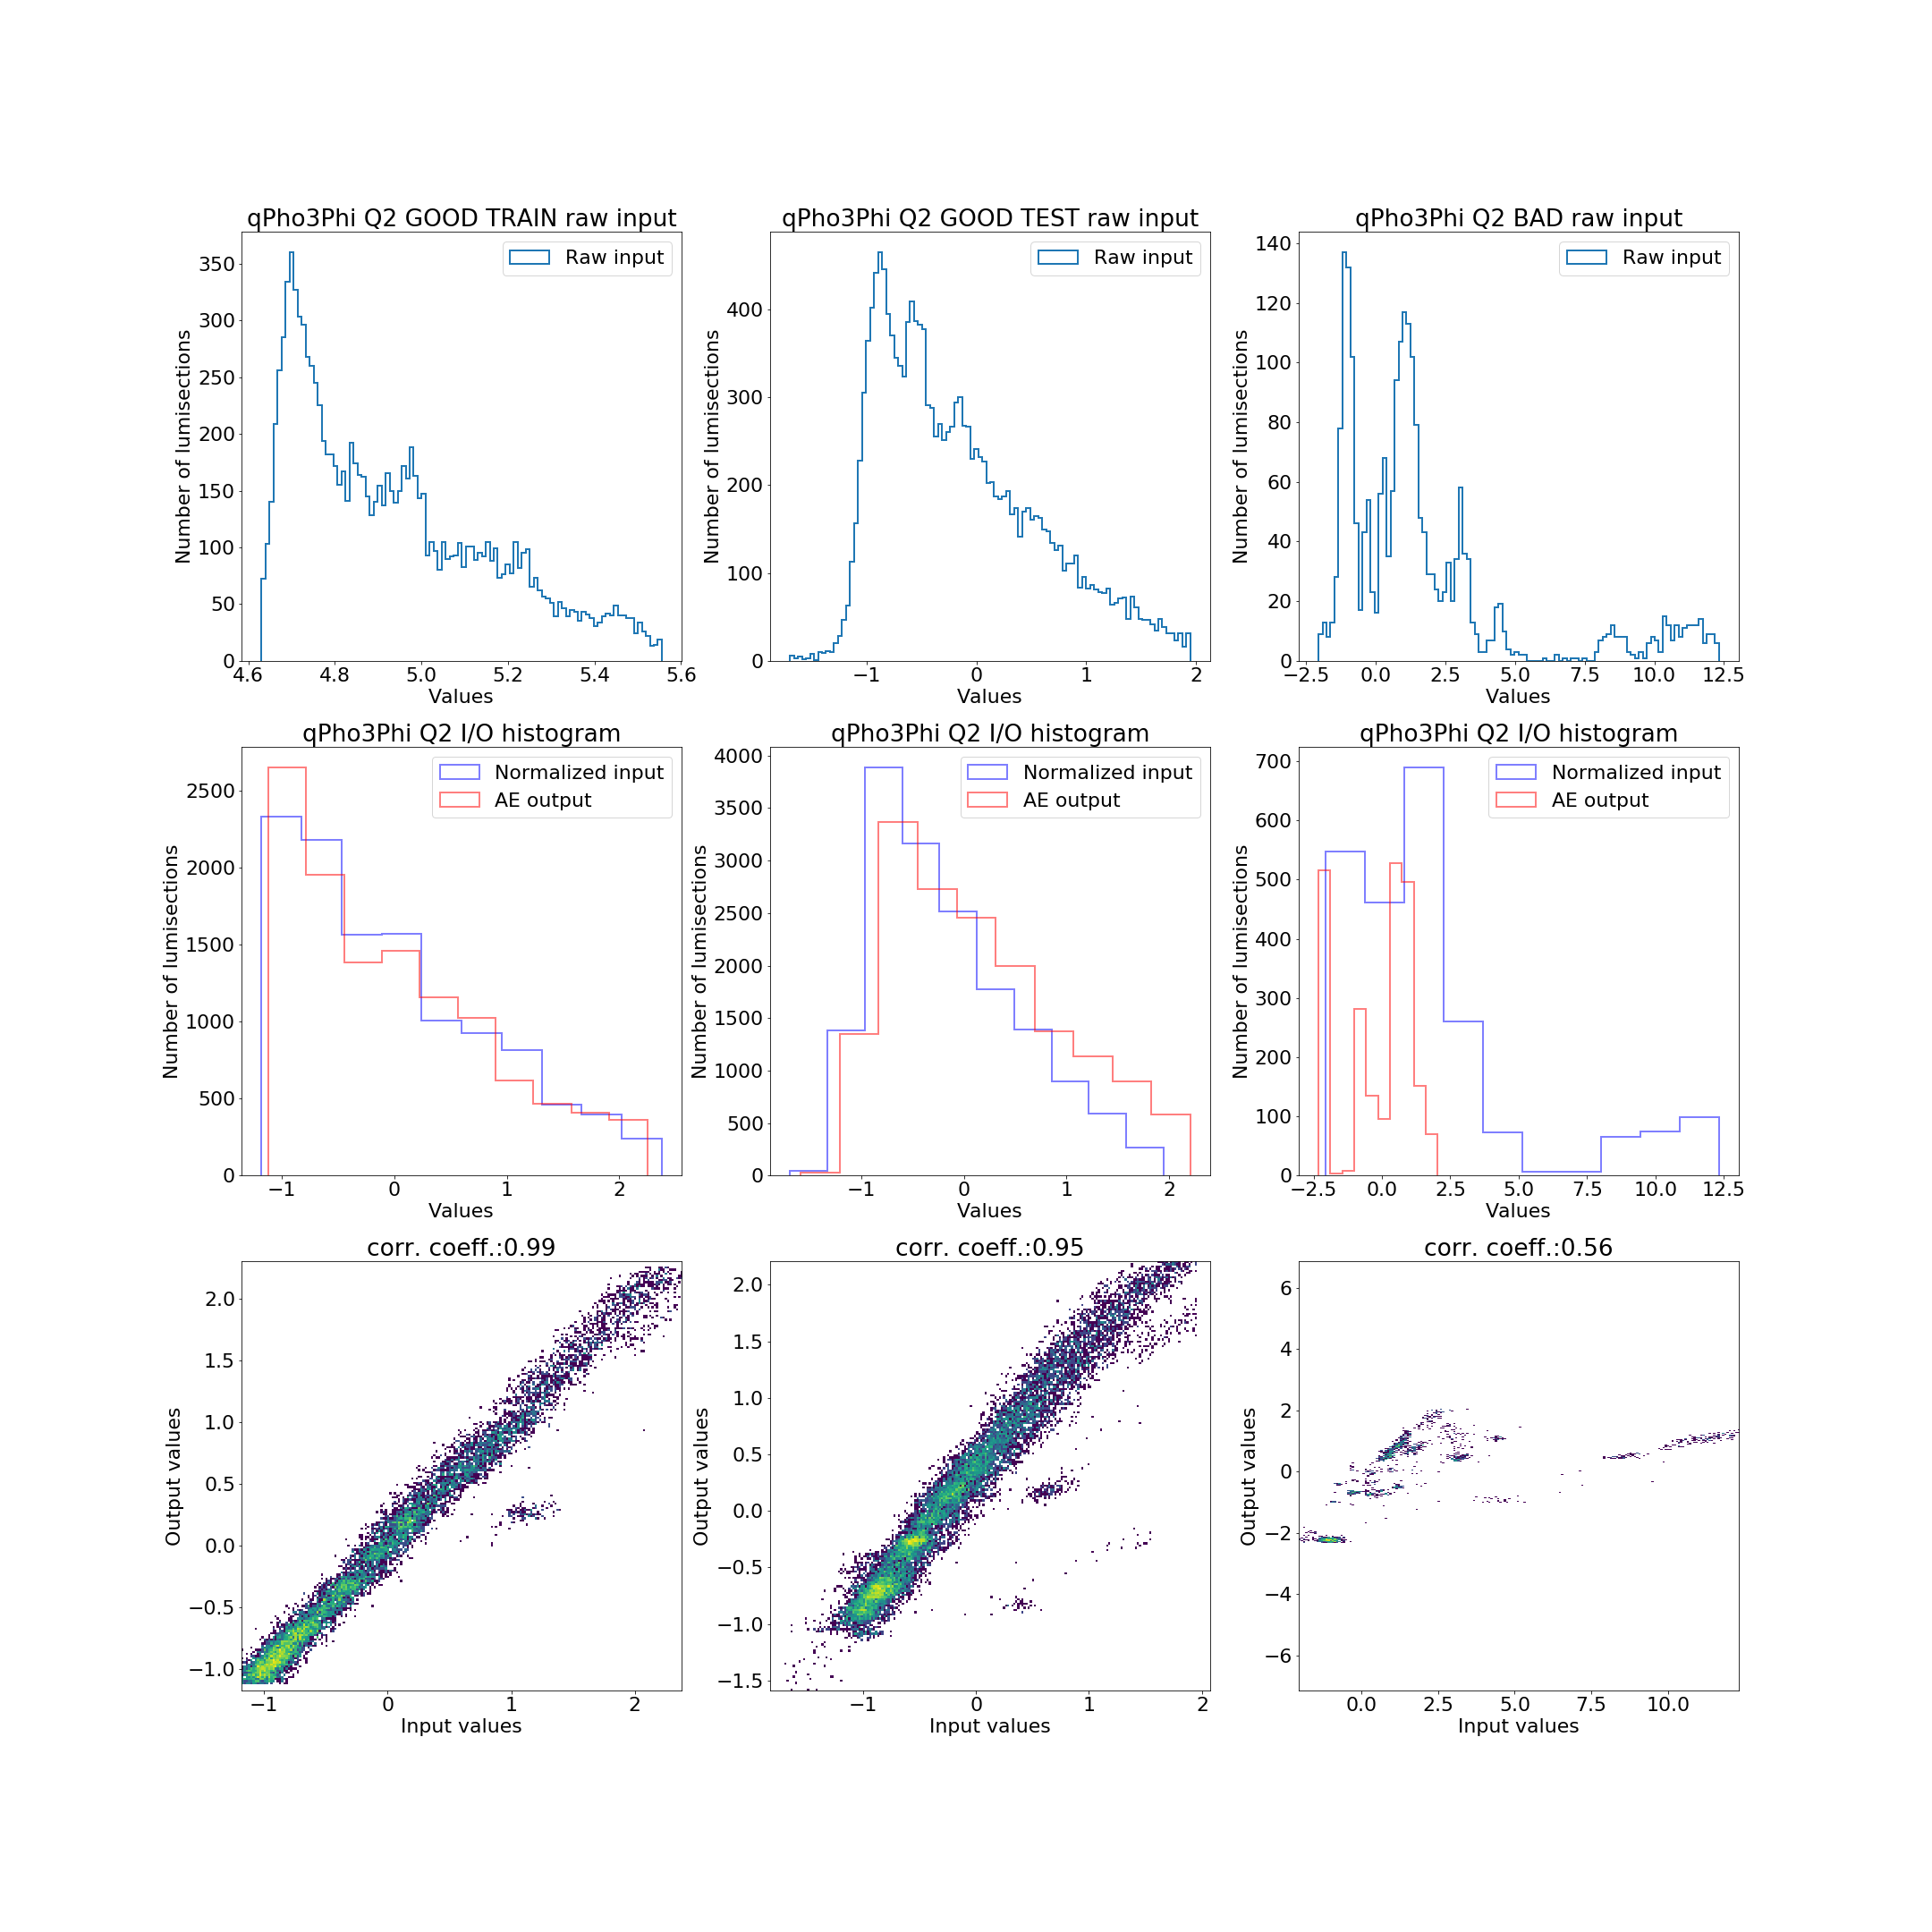 qPho3Phi Q2 GOOD TRAIN raw input
Raw input
Number of lumisections
350
300
250
200
150
100
50
0
4.6 4.8 5.0 5.2 5.4 5.6
Values
qPho3Phi Q2 GOOD TEST raw input
Raw input
Number of lumisections
400
300
200
100
0
−1 0 1 2
Values
qPho3Phi Q2 BAD raw input
Raw input
Number of lumisections
140
120
100
80
60
40
20
0
−2.5 0.0 2.5 5.0 7.5 10.0 12.5
Values
qPho3Phi Q2 I/O histogram
Normalized input
AE output
Number of lumisections
2500
2000
1500
1000
500
0
−1 0 1 2
Values
qPho3Phi Q2 I/O histogram
Normalized input
AE output
Number of lumisections
4000
3500
3000
2500
2000
1500
1000
500
0
−1 0 1 2
Values
qPho3Phi Q2 I/O histogram
Normalized input
AE output
Number of lumisections
700
600
500
400
300
200
100
0
−2.5 0.0 2.5 5.0 7.5 10.0 12.5
Values
corr. coeff.:0.99
Output values
2.0
1.5
1.0
0.5
0.0
−0.5
−1.0
−1 0 1 2
Input values
corr. coeff.:0.95
Output values
2.0
1.5
1.0
0.5
0.0
−0.5
−1.0
−1.5
−1 0 1 2
Input values
corr. coeff.:0.56
Output values
6
4
2
0
−2
−4
−6
0.0 2.5 5.0 7.5 10.0
Input values